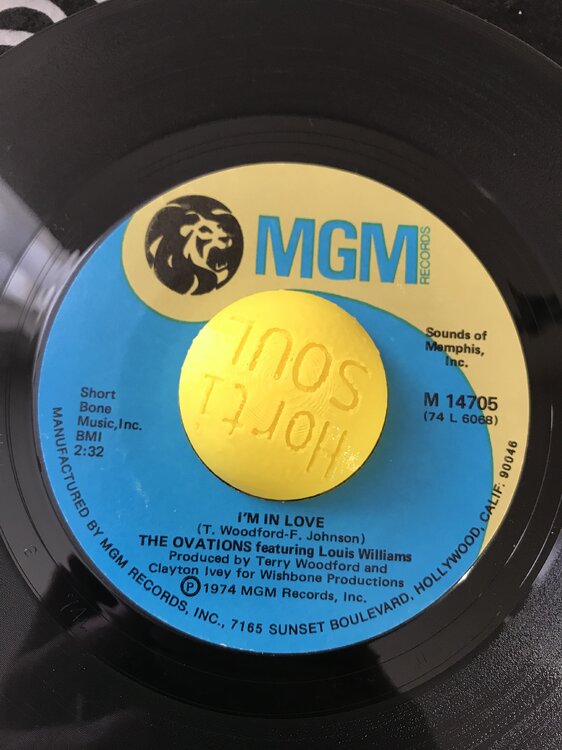 MGM
RECORDS
Sounds of
Memphis,
Inc.
M 14705
(74 L 6068)
Short
Bone
Music,Inc.
BMI
2:32
Horti
SOUL
I'M IN LOVE
(T. Woodford-F. Johnson)
THE OVATIONS featuring Louis Williams
Produced by Terry Woodford and
Clayton Ivey for Wishbone Productions
Ⓟ1974 MGM Records, Inc.
MANUFACTURED BY MGM RECORDS, INC., 7165 SUNSET BOULEVARD, HOLLYWOOD, CALIF. 90046